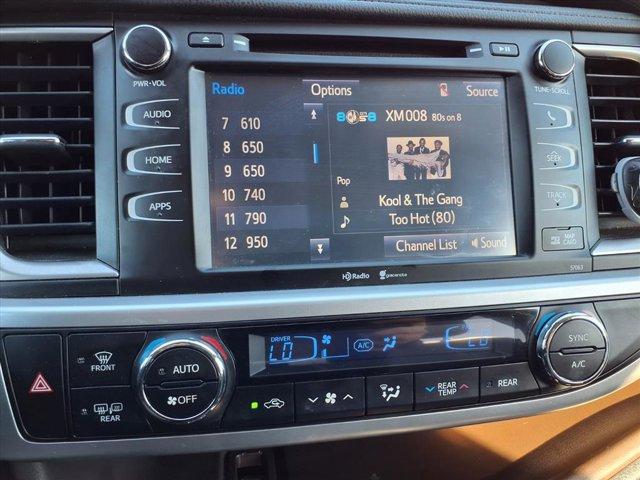 PWR·VOL
TUNE·SCROLL
Radio
Options
Source
7 610
8 650
9 650
10 740
11 790
12 950
XM008 80s on 8
Pop
Kool & The Gang
Too Hot (80)
Channel List
Sound
AUDIO
HOME
APPS
SEEK
TRACK
MAP CARD
HD Radio
gracenote
57063
FRONT
REAR
AUTO
OFF
DRIVER
LO
A/C
REAR TEMP
REAR
SYNC
A/C